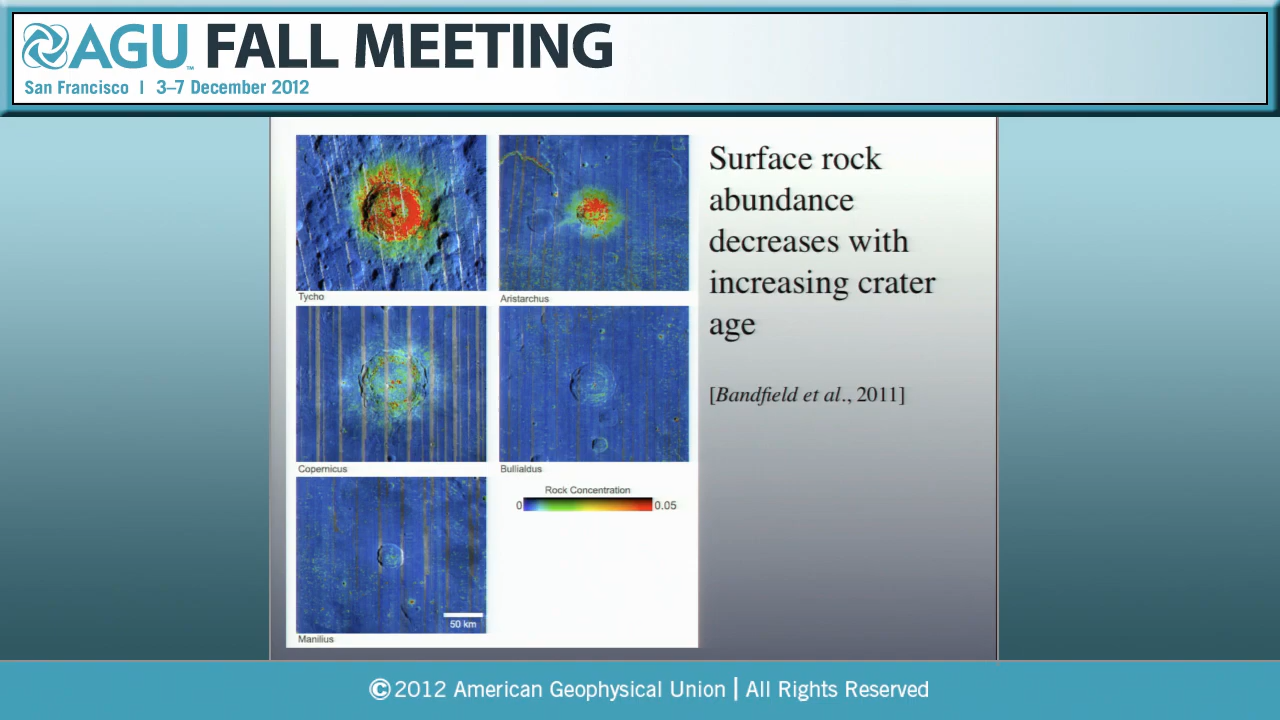 AGU™ FALL MEETING
San Francisco | 3–7 December 2012
Tycho
Aristarchus
Copernicus
Bullialdus
Rock Concentration
0
0.05
50 km
Manilius
Surface rock
abundance
decreases with
increasing crater
age
[Bandfield et al., 2011]
©2012 American Geophysical Union | All Rights Reserved